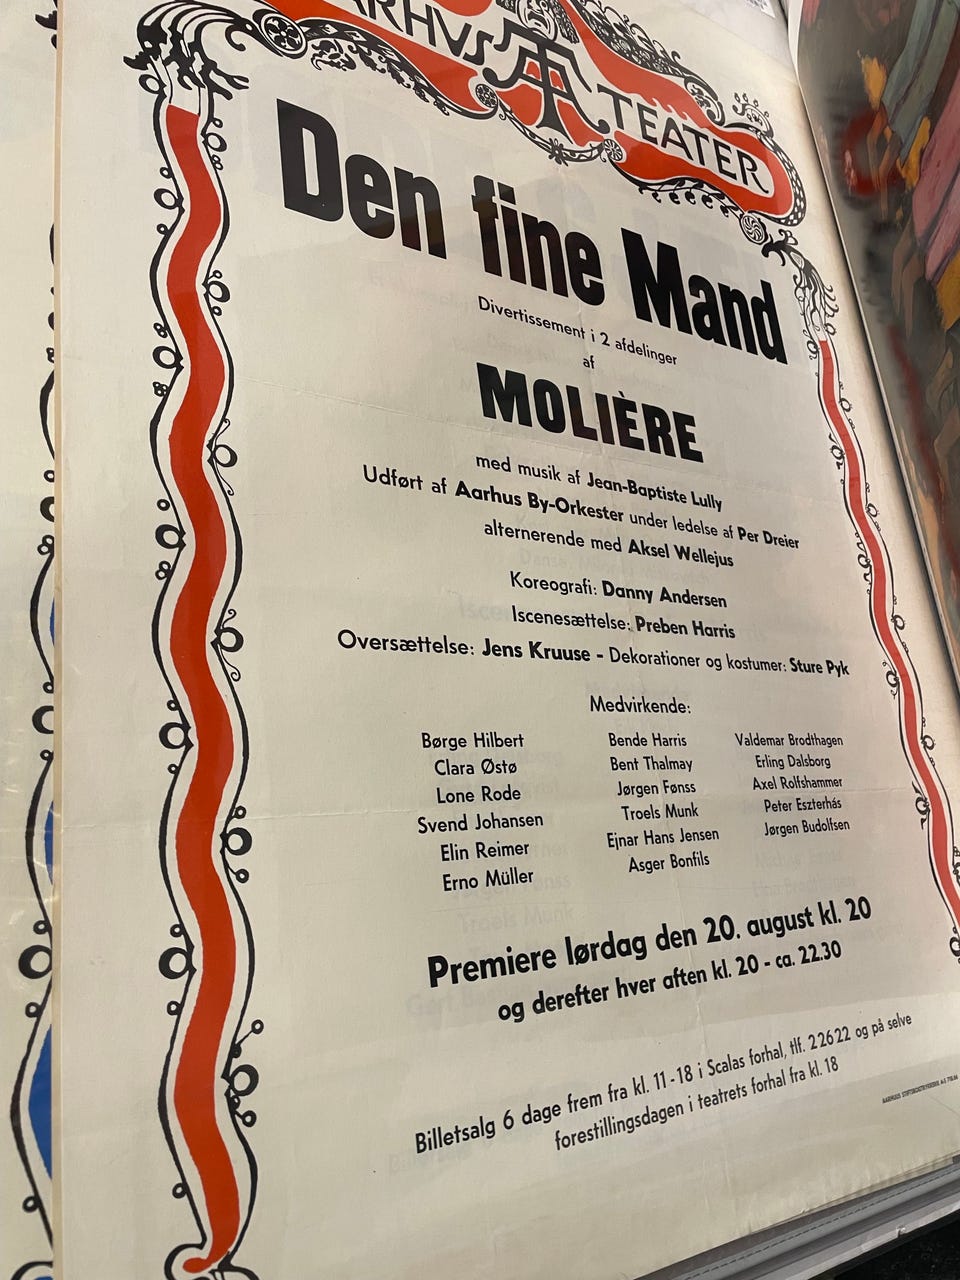 AARHUS TEATER
Den fine Mand
Divertissement i 2 afdelinger
af
MOLIÈRE
med musik af Jean-Baptiste Lully
Udført af Aarhus By-Orkester under ledelse af Per Dreier
alternerende med Aksel Wellejus
Koreografi: Danny Andersen
Iscenesættelse: Preben Harris
Oversættelse: Jens Kruuse - Dekorationer og kostumer: Sture Pyk
Medvirkende:
Børge Hilbert
Clara Østø
Lone Rode
Svend Johansen
Elin Reimer
Erno Müller
Bende Harris
Bent Thalmay
Jørgen Fønss
Troels Munk
Ejnar Hans Jensen
Asger Bonfils
Valdemar Brodthagen
Erling Dalsborg
Axel Rolfshammer
Peter Eszterhás
Jørgen Budolfsen
Premiere lørdag den 20. august kl. 20
og derefter hver aften kl. 20 - ca. 22.30
Billetsalg 6 dage frem fra kl. 11-18 i Scalas forhal, tlf. 22622 og på selve
forestillingsdagen i teatrets forhal fra kl. 18